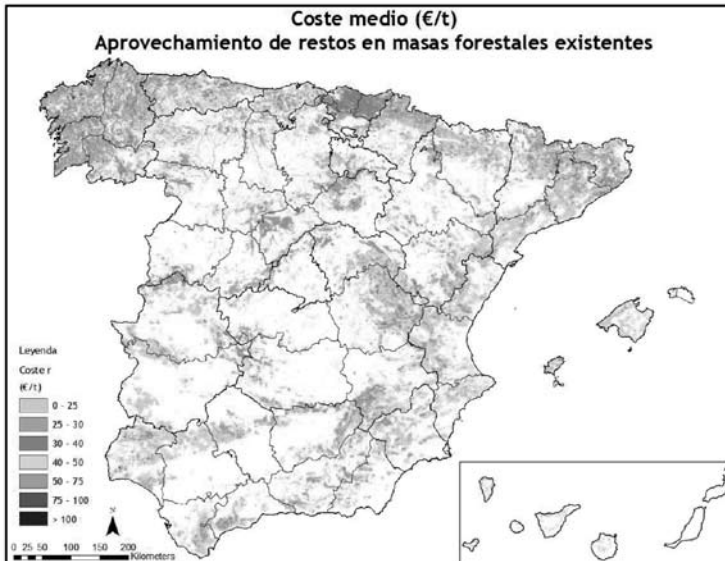 Coste medio (€/t)
Aprovechamiento de restos en masas forestales existentes
Leyenda
Coste r
(€/t)
0 - 25
25 - 30
30 - 40
40 - 50
50 - 75
75 - 100
> 100
N
0 25 50 100 150 200
Kilometers